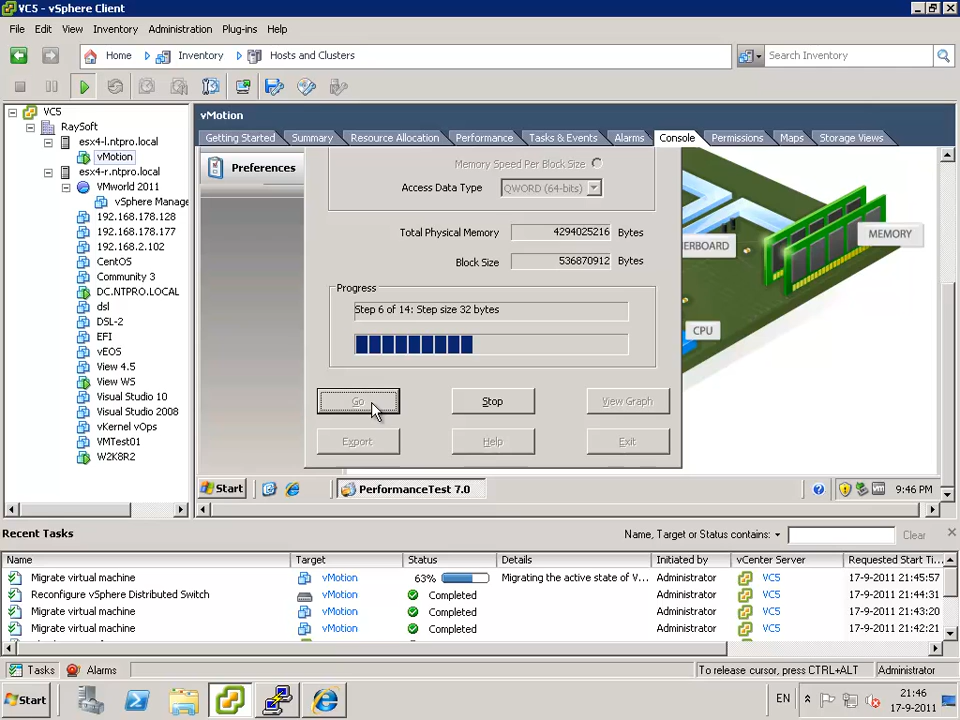 VC5 - vSphere Client
File Edit View Inventory Administration Plug-ins Help
Home Inventory Hosts and Clusters Search Inventory
VC5
RaySoft
esx4-l.ntpro.local
vMotion
esx4-r.ntpro.local
VMworld 2011
vSphere Manage
192.168.178.128
192.168.178.177
192.168.2.102
CentOS
Community 3
DC.NTPRO.LOCAL
dsl
DSL-2
EFI
vEOS
View 4.5
View WS
Visual Studio 10
Visual Studio 2008
vKernel vOps
VMTest01
W2K8R2
vMotion
Getting Started Summary Resource Allocation Performance Tasks & Events Alarms Console Permissions Maps Storage Views
Preferences
Memory Speed Per Block Size
Access Data Type QWORD (64-bits)
Total Physical Memory 4294025216 Bytes
Block Size 536870912 Bytes
Progress
Step 6 of 14: Step size 32 bytes
Go Stop View Graph
Export Help Exit
ERBOARD
MEMORY
CPU
Start PerformanceTest 7.0 9:46 PM
Recent Tasks Name, Target or Status contains: Clear
Name Target Status Details Initiated by vCenter Server Requested Start Ti...
Migrate virtual machine vMotion 63% Migrating the active state of V... Administrator VC5 17-9-2011 21:45:57
Reconfigure vSphere Distributed Switch vMotion Completed Administrator VC5 17-9-2011 21:44:31
Migrate virtual machine vMotion Completed Administrator VC5 17-9-2011 21:43:20
Migrate virtual machine vMotion Completed Administrator VC5 17-9-2011 21:42:21
Tasks Alarms To release cursor, press CTRL+ALT Administrator
Start EN 21:46
17-9-2011